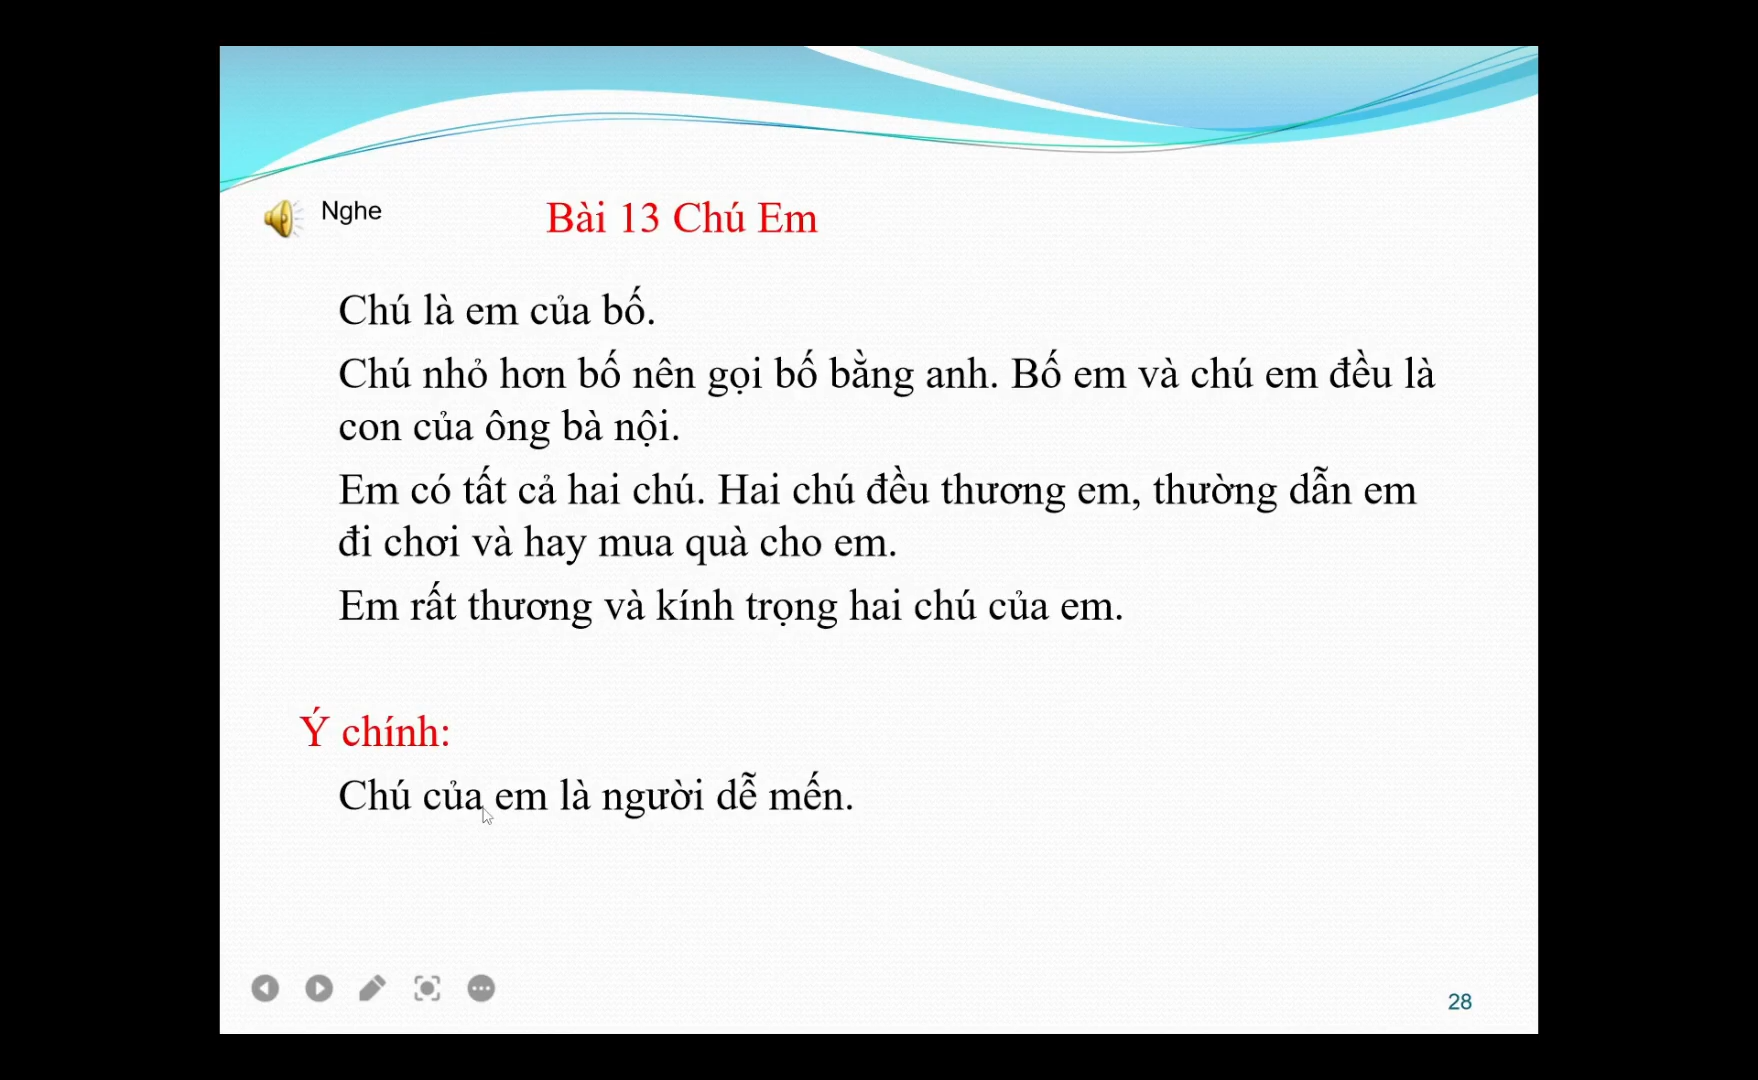 Nghe
Bài 13 Chú Em
Chú là em của bố.
Chú nhỏ hơn bố nên gọi bố bằng anh. Bố em và chú em đều là
con của ông bà nội.
Em có tất cả hai chú. Hai chú đều thương em, thường dẫn em
đi chơi và hay mua quà cho em.
Em rất thương và kính trọng hai chú của em.
Ý chính:
Chú của em là người dễ mến.
28